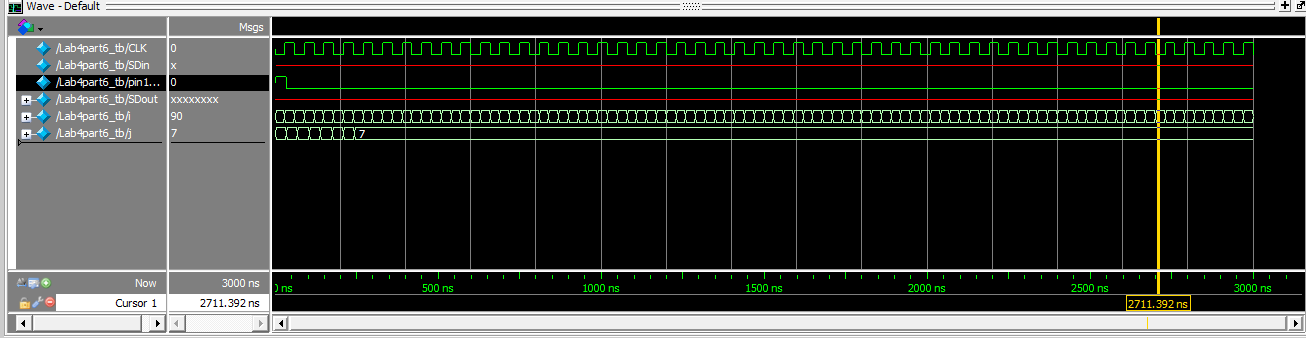 Wave - Default
Msgs
/Lab4part6_tb/CLK 0
/Lab4part6_tb/SDin x
/Lab4part6_tb/pin1... 0
/Lab4part6_tb/SDout xxxxxxxx
/Lab4part6_tb/i 90
/Lab4part6_tb/j 7 7
Now 3000 ns ns 500 ns 1000 ns 1500 ns 2000 ns 2500 ns 3000 ns
Cursor 1 2711.392 ns 2711.392 ns